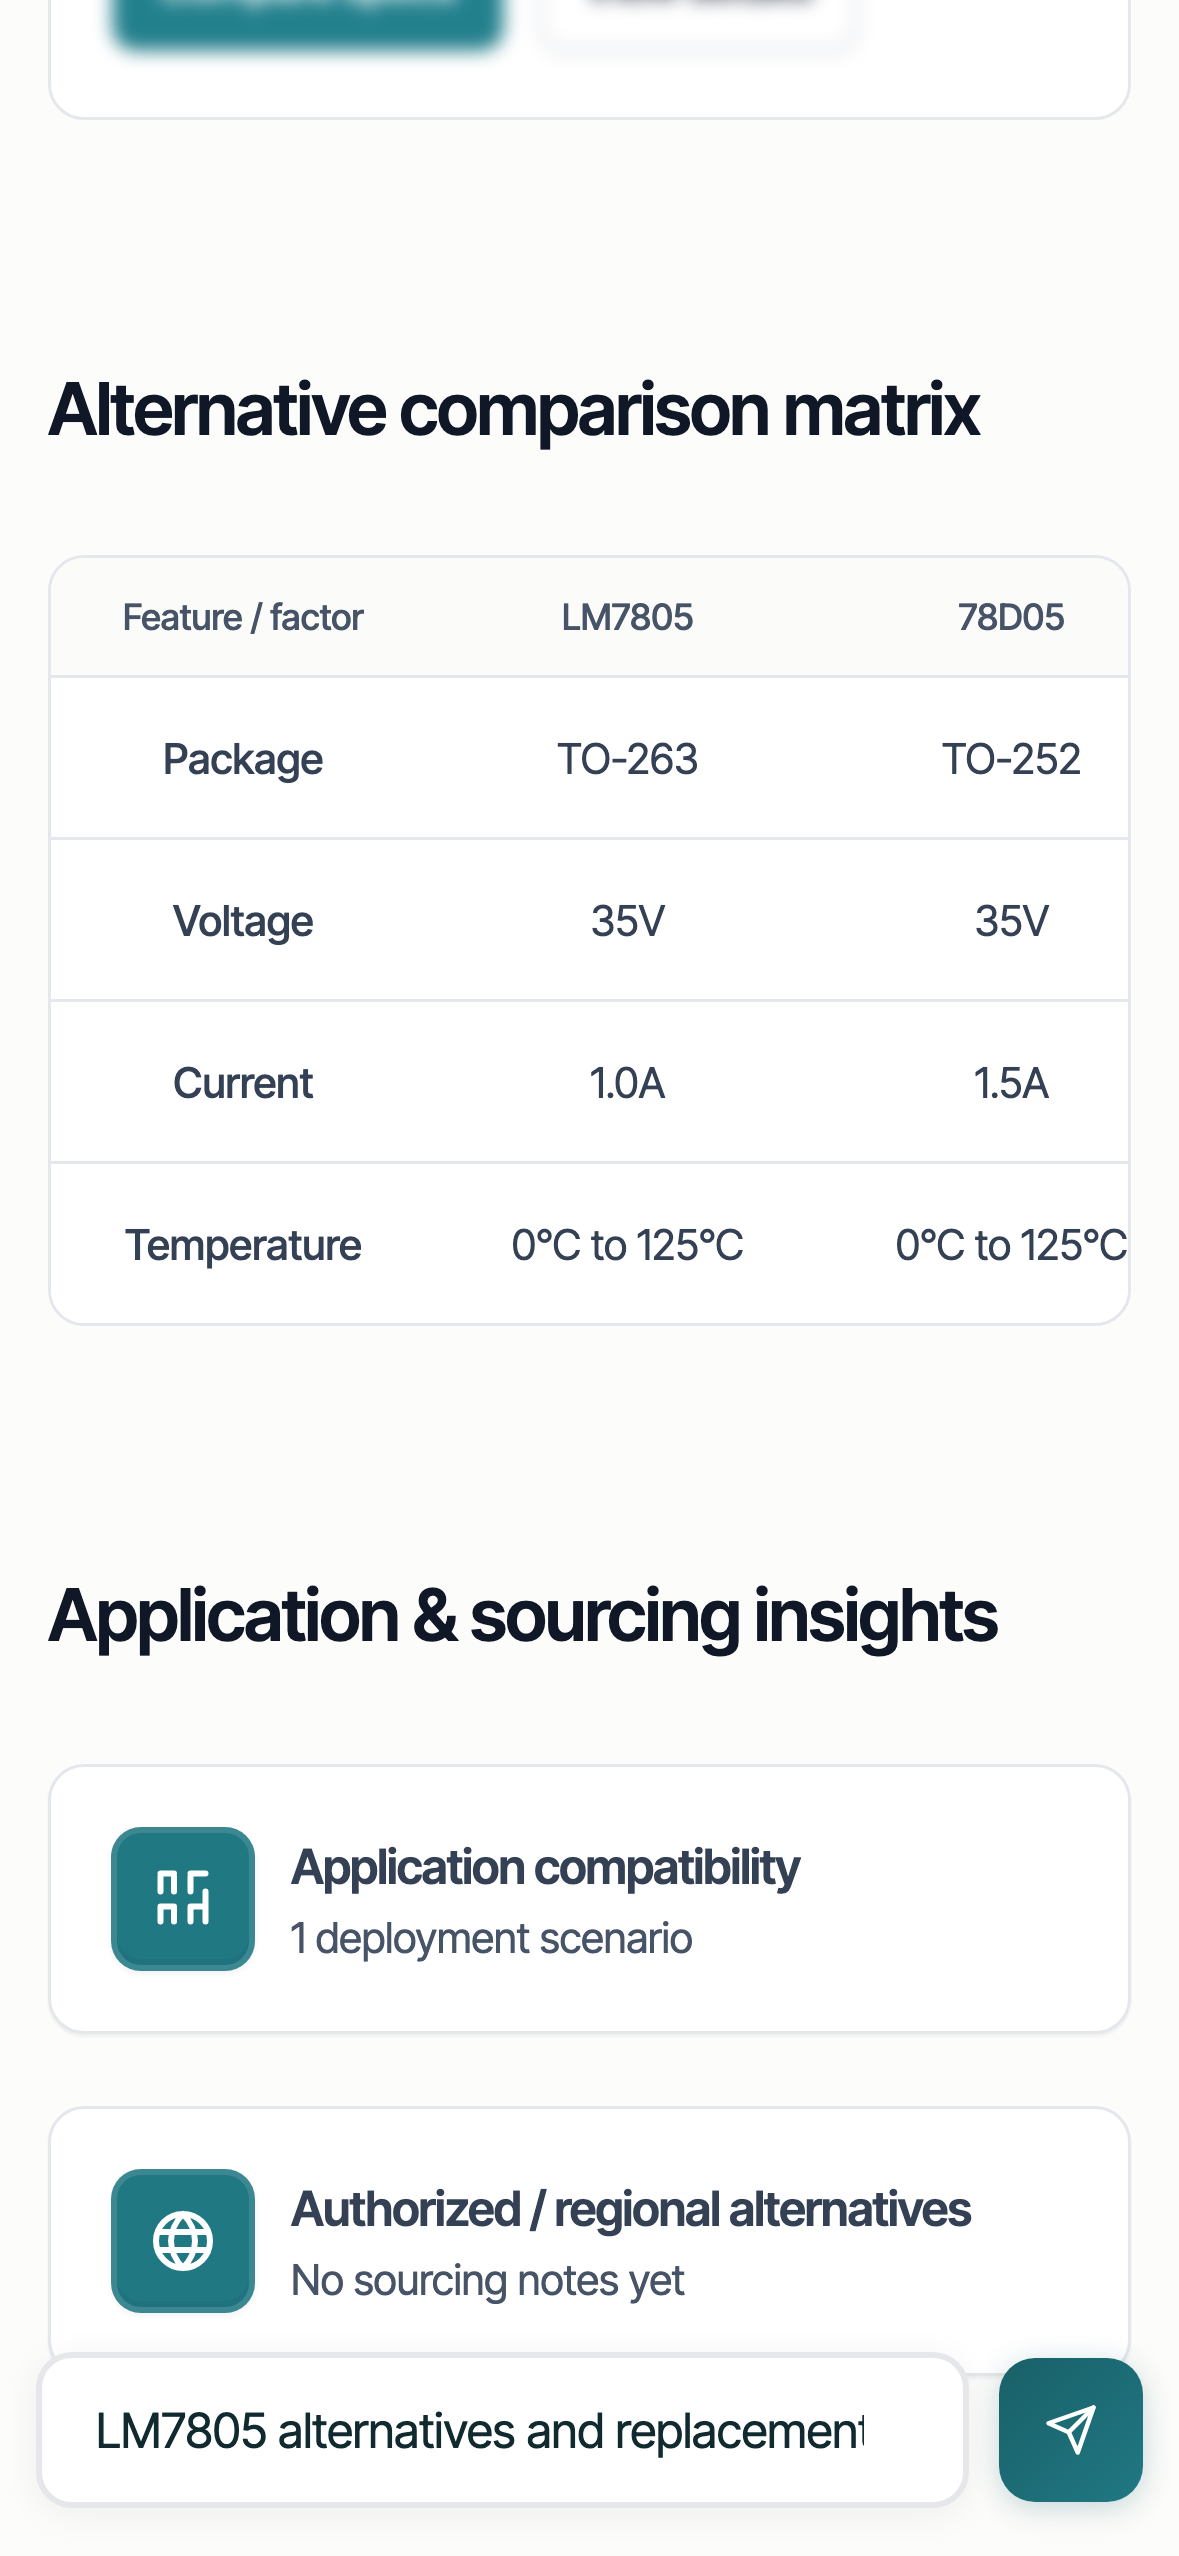 Alternative comparison matrix
Feature / factor LM7805 78D05
Package TO-263 TO-252
Voltage 35V 35V
Current 1.0A 1.5A
Temperature 0°C to 125°C 0°C to 125°C
Application & sourcing insights
Application compatibility
1 deployment scenario
Authorized / regional alternatives
No sourcing notes yet
LM7805 alternatives and replacement